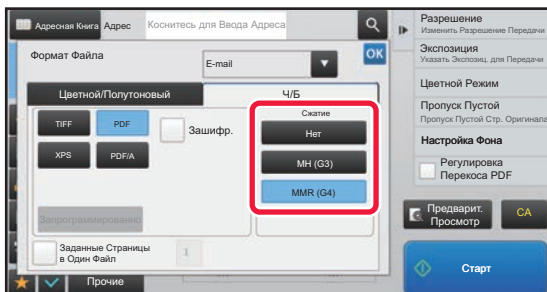 Адресная Книга
Адрес
Коснитесь для Ввода Адреса
Формат Файла
E-mail
OK
Цветной/Полутоновый
Ч/Б
TIFF
PDF
Зашифр.
XPS
PDF/A
Запрограммированно
Сжатие
Нет
MH (G3)
MMR (G4)
Заданные Страницы
в Один Файл
1
Прочие
Разрешение
Изменить Разрешение Передачи
Экспозиция
Указать Экспозиц. для Передачи
Цветной Режим
Пропуск Пустой
Пропуск Пустой Стр. Оригинала
Настройка Фона
Регулировка
Перекоса PDF
Предварит.
Просмотр
CA
Старт